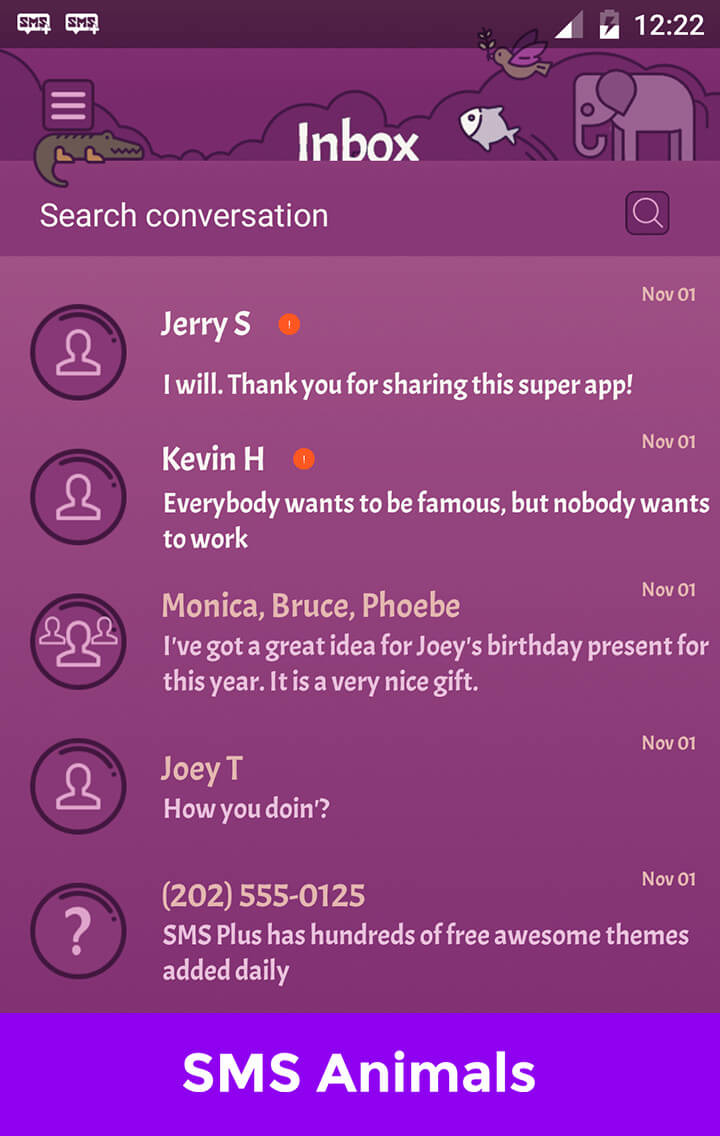 SMS+ SMS+ 12:22
Inbox
Search conversation
Nov 01
Jerry S !
I will. Thank you for sharing this super app!
Nov 01
Kevin H !
Everybody wants to be famous, but nobody wants
to work
Nov 01
Monica, Bruce, Phoebe
I've got a great idea for Joey's birthday present for
this year. It is a very nice gift.
Nov 01
Joey T
How you doin'?
Nov 01
?
(202) 555-0125
SMS Plus has hundreds of free awesome themes
added daily
SMS Animals